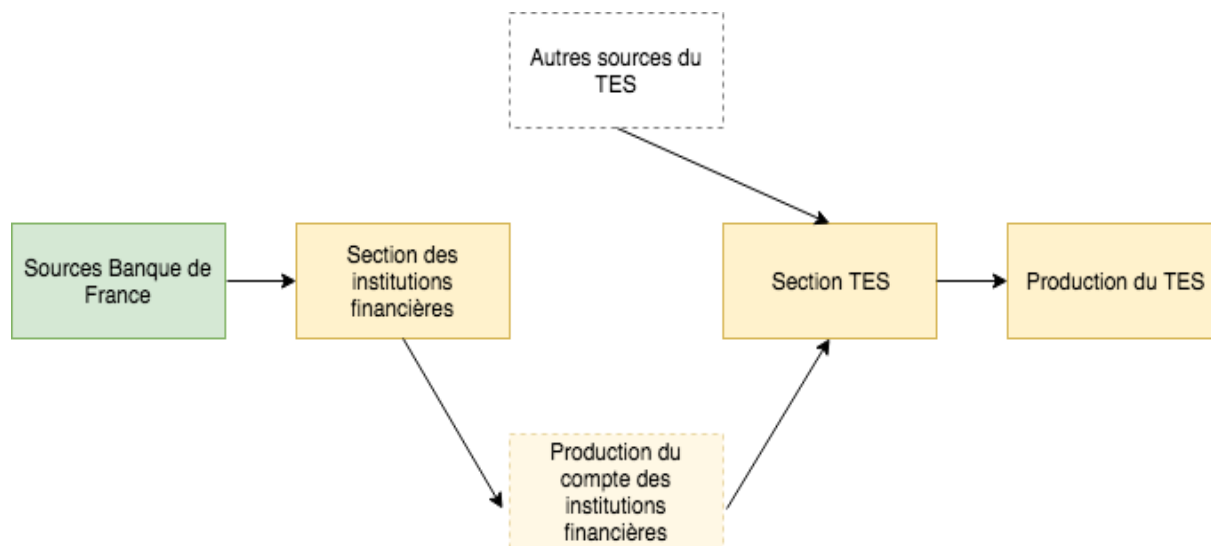 Autres sources du
TES
Sources Banque de
France
Section des
institutions
financières
Section TES
Production du TES
Production du
compte des
institutions
financières